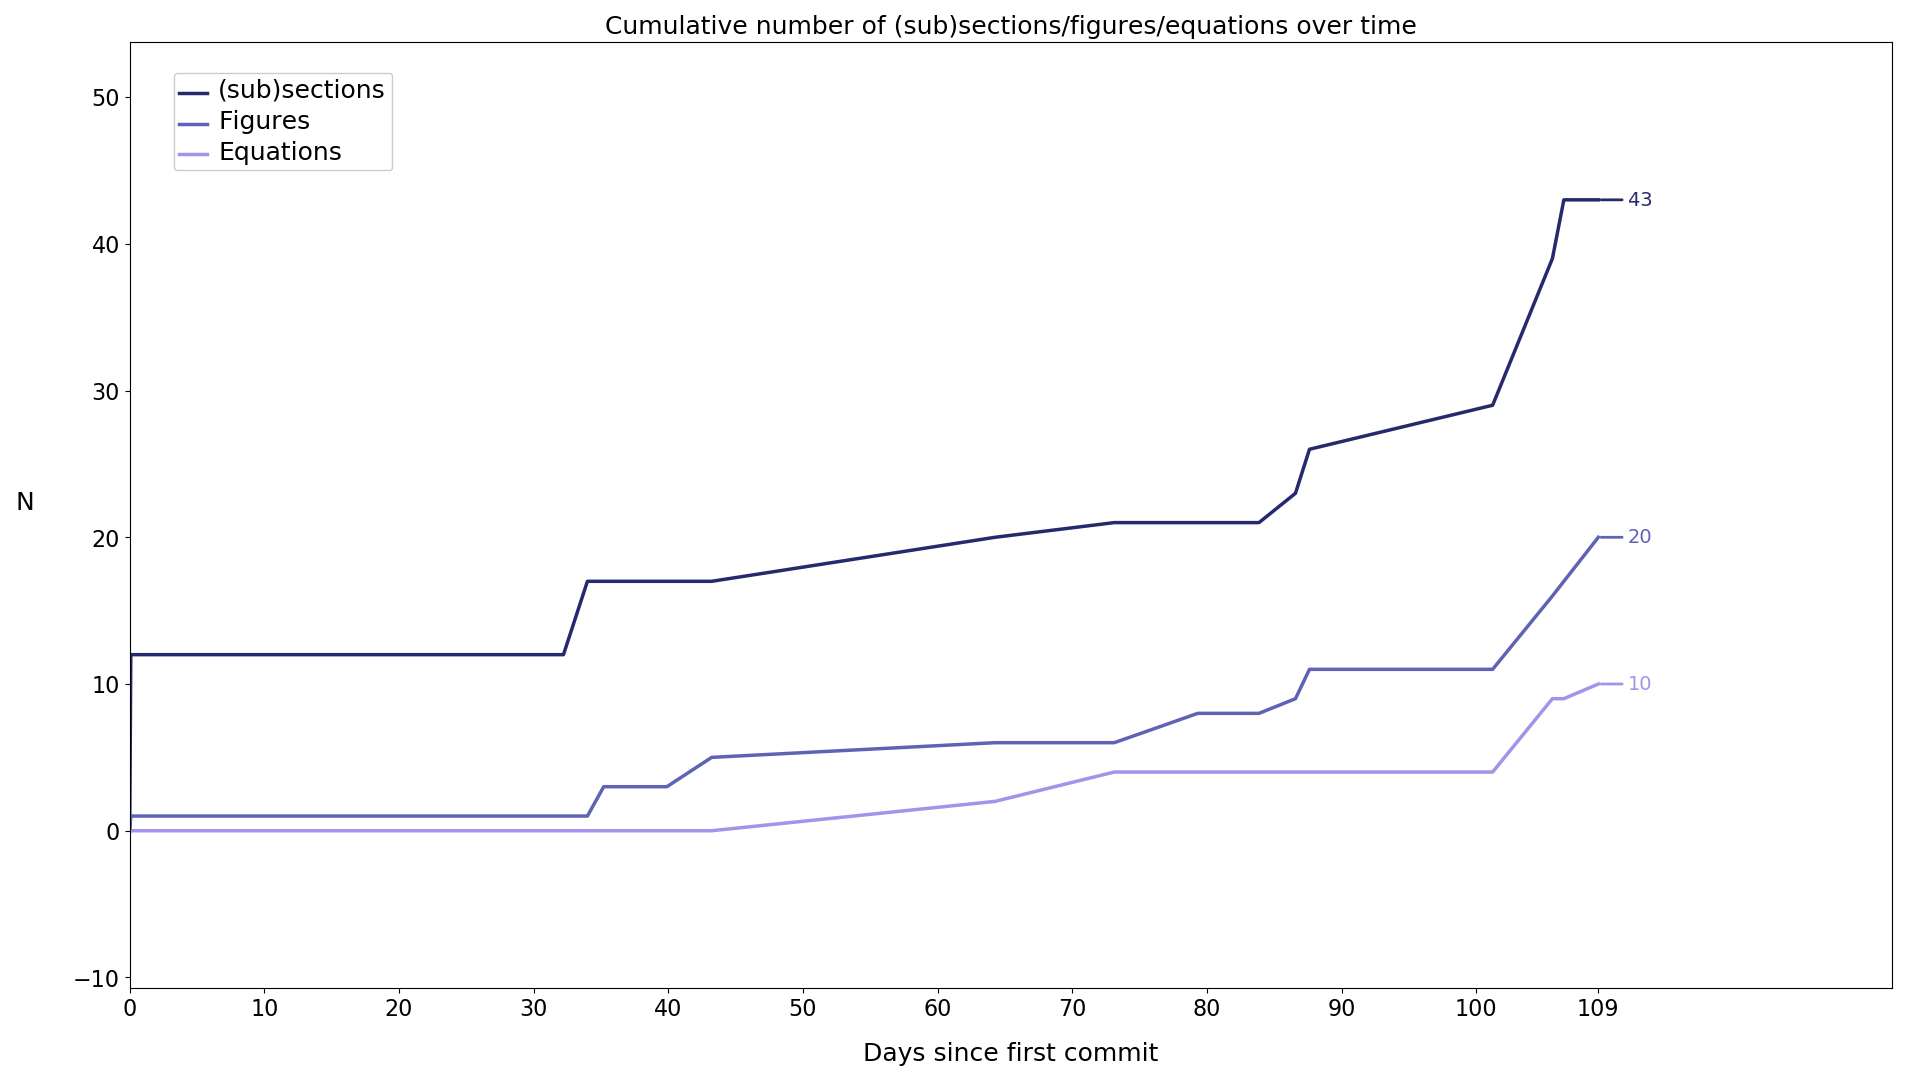 Cumulative number of (sub)sections/figures/equations over time
(sub)sections
Figures
Equations
N
50
40
30
20
10
0
−10
43
20
10
0 10 20 30 40 50 60 70 80 90 100 109
Days since first commit